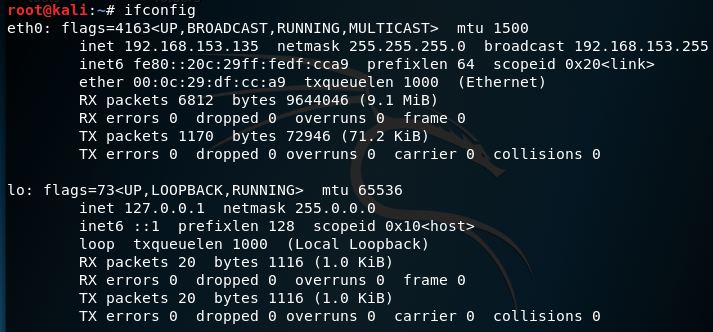 root@kali:~# ifconfig
eth0: flags=4163<UP,BROADCAST,RUNNING,MULTICAST>  mtu 1500
        inet 192.168.153.135  netmask 255.255.255.0  broadcast 192.168.153.255
        inet6 fe80::20c:29ff:fedf:cca9  prefixlen 64  scopeid 0x20<link>
        ether 00:0c:29:df:cc:a9  txqueuelen 1000  (Ethernet)
        RX packets 6812  bytes 9644046 (9.1 MiB)
        RX errors 0  dropped 0  overruns 0  frame 0
        TX packets 1170  bytes 72946 (71.2 KiB)
        TX errors 0  dropped 0 overruns 0  carrier 0  collisions 0

lo: flags=73<UP,LOOPBACK,RUNNING>  mtu 65536
        inet 127.0.0.1  netmask 255.0.0.0
        inet6 ::1  prefixlen 128  scopeid 0x10<host>
        loop  txqueuelen 1000  (Local Loopback)
        RX packets 20  bytes 1116 (1.0 KiB)
        RX errors 0  dropped 0  overruns 0  frame 0
        TX packets 20  bytes 1116 (1.0 KiB)
        TX errors 0  dropped 0 overruns 0  carrier 0  collisions 0